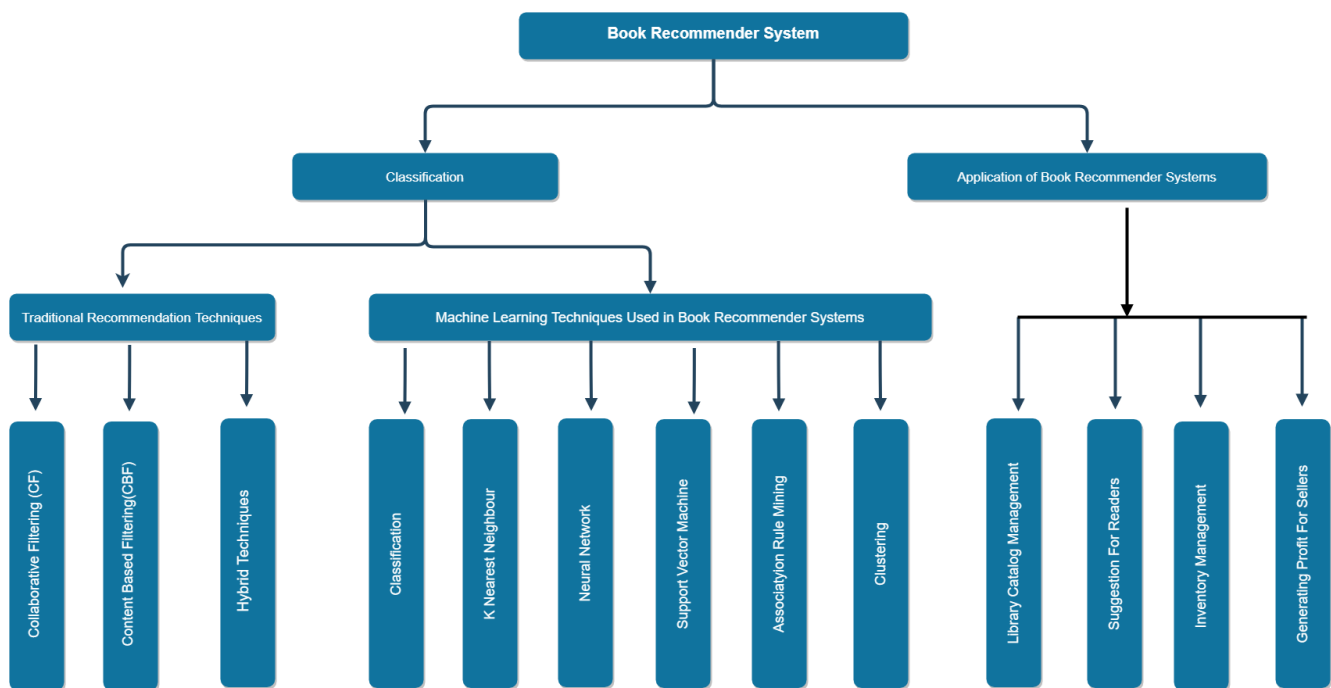 Book Recommender System
Classification
Application of Book Recommender Systems
Traditional Recommendation Techniques
Machine Learning Techniques Used in Book Recommender Systems
Collaborative Filtering (CF)
Content Based Filtering(CBF)
Hybrid Techniques
Classification
K Nearest Neighbour
Neural Network
Support Vector Machine
Associatyion Rule Mining
Clustering
Library Catalog Management
Suggestion For Readers
Inventory Management
Generating Profit For Sellers